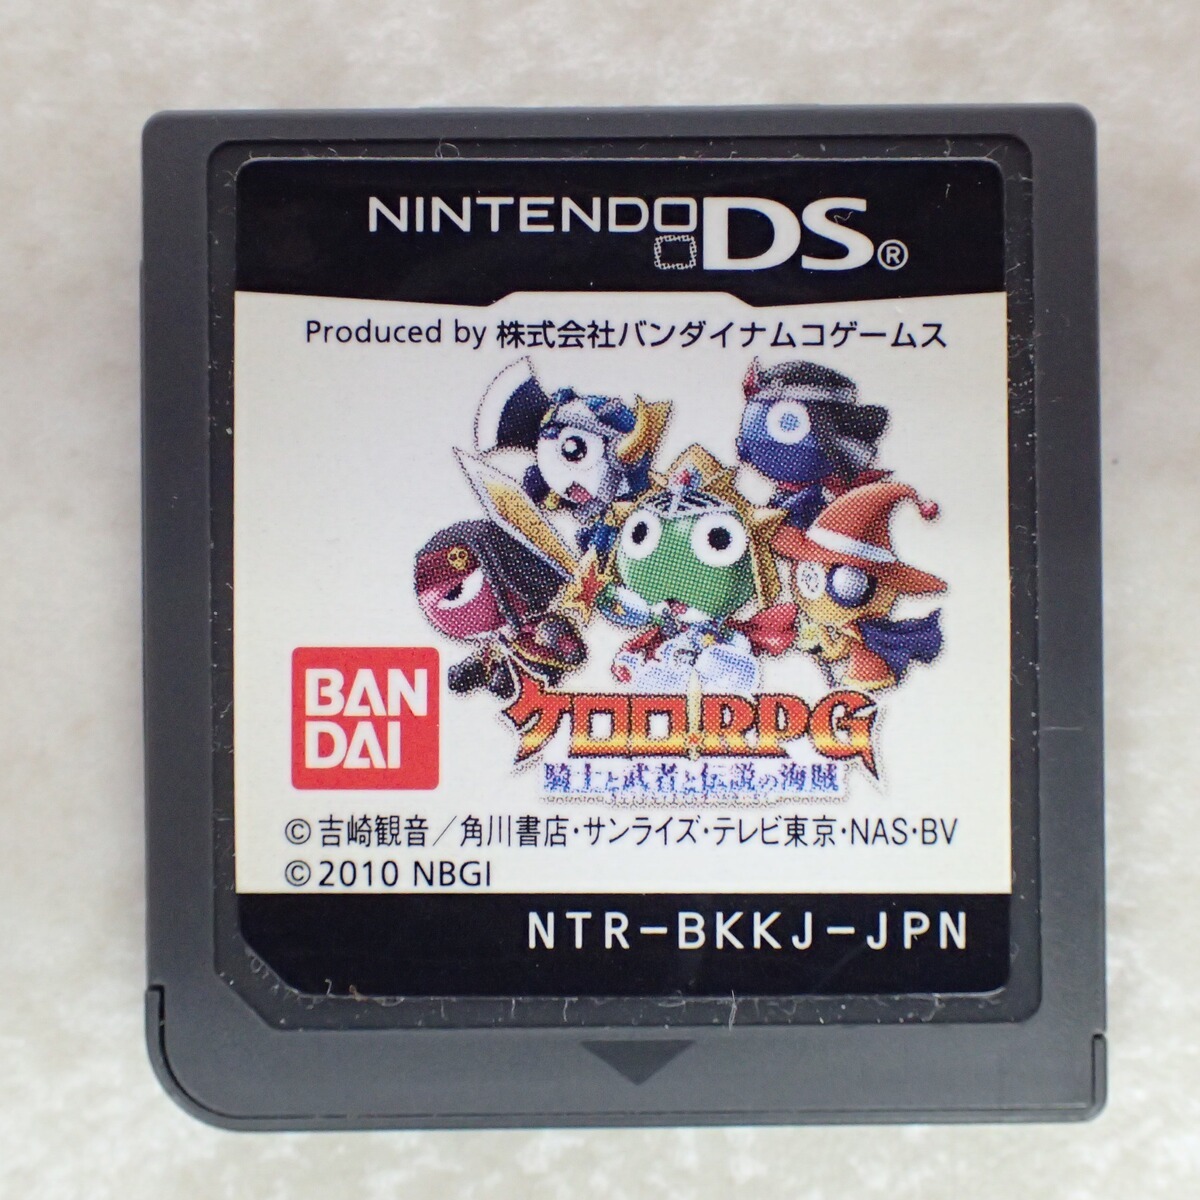 NINTENDO DS®
Produced by 株式会社バンダイナムコゲームス
BAN
DAI
ケロロRPG
騎士と武者と伝説の海賊
©吉崎観音／角川書店・サンライズ・テレビ東京・NAS・BV
©2010 NBGI
NTR-BKKJ-JPN